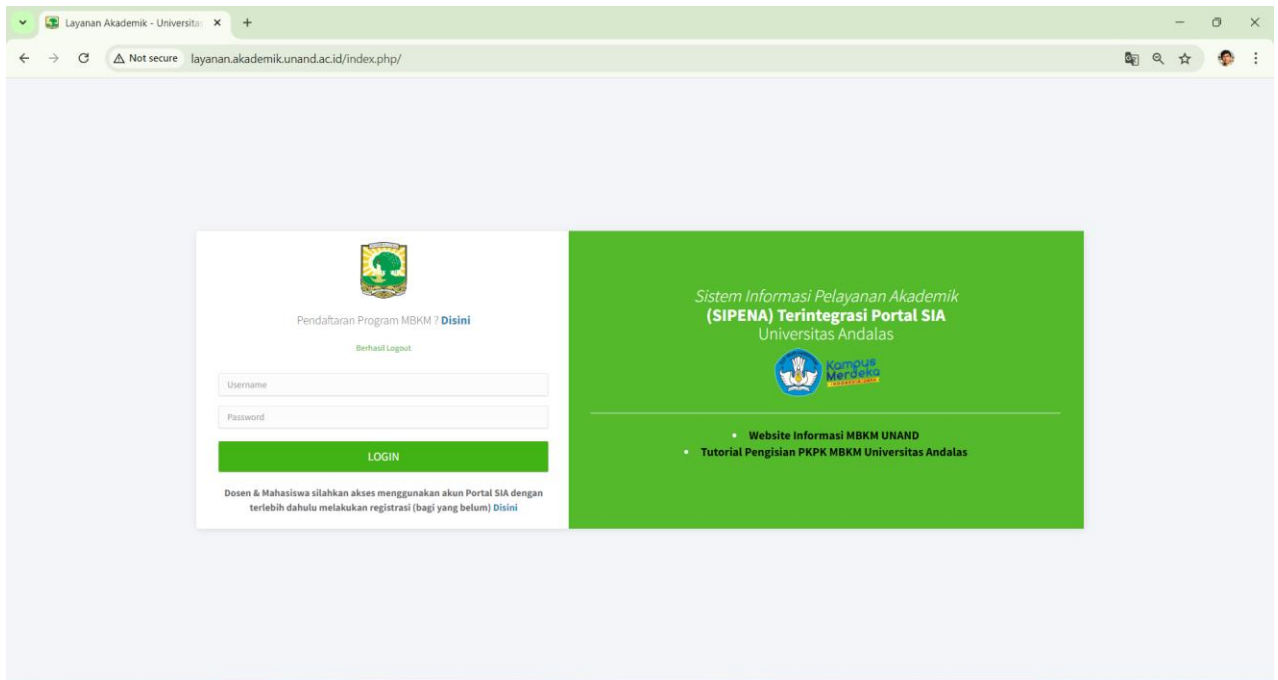 Layanan Akademik - Universitas
Not secure
layanan.akademik.unand.ac.id/index.php/
Pendaftaran Program MBKM ? Disini
Berhasil Logout
Username
Password
LOGIN
Dosen & Mahasiswa silahkan akses menggunakan akun Portal SIA dengan
terlebih dahulu melakukan registrasi (bagi yang belum) Disini
Sistem Informasi Pelayanan Akademik
(SIPENA) Terintegrasi Portal SIA
Universitas Andalas
Kampus
Merdeka
INDONESIA JAYA
Website Informasi MBKM UNAND
Tutorial Pengisian PKPK MBKM Universitas Andalas